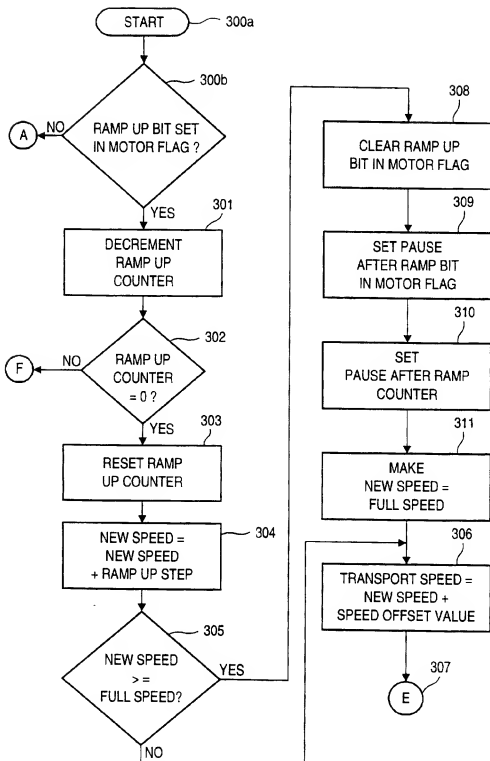 START
300a
300b
RAMP UP BIT SET
IN MOTOR FLAG ?
NO
A
YES
301
DECREMENT
RAMP UP
COUNTER
302
RAMP UP
COUNTER
= 0 ?
NO
F
YES
303
RESET RAMP
UP COUNTER
304
NEW SPEED =
NEW SPEED
+ RAMP UP STEP
305
NEW SPEED
>=
FULL SPEED?
YES
NO
308
CLEAR RAMP UP
BIT IN MOTOR FLAG
309
SET PAUSE
AFTER RAMP BIT
IN MOTOR FLAG
310
SET
PAUSE AFTER RAMP
COUNTER
311
MAKE
NEW SPEED =
FULL SPEED
306
TRANSPORT SPEED =
NEW SPEED +
SPEED OFFSET VALUE
E
307